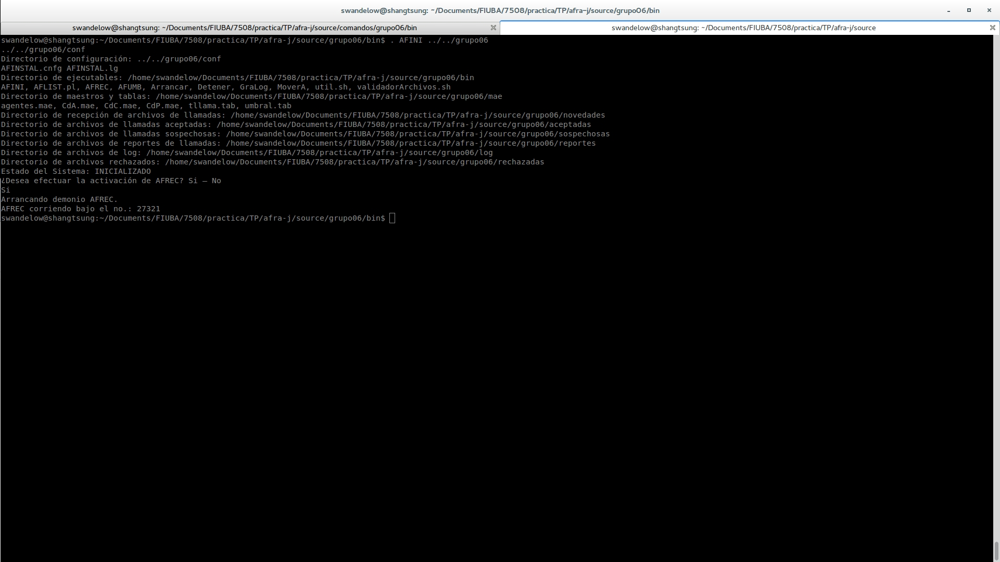 swandelow@shangtsung: ~/Documents/FIUBA/7508/practica/TP/afra-j/source/grupo06/bin
swandelow@shangtsung: ~/Documents/FIUBA/7508/practica/TP/afra-j/source/comandos/grupo06/bin
swandelow@shangtsung: ~/Documents/FIUBA/7508/practica/TP/afra-j/source
swandelow@shangtsung:~/Documents/FIUBA/7508/practica/TP/afra-j/source/grupo06/bin$ . AFINI ../../grupo06
../../grupo06/conf
Directorio de configuración: ../../grupo06/conf
AFINSTAL.cnfg AFINSTAL.lg
Directorio de ejecutables: /home/swandelow/Documents/FIUBA/7508/practica/TP/afra-j/source/grupo06/bin
AFINI, AFLIST.pl, AFREC, AFUMB, Arrancar, Detener, GraLog, MoverA, util.sh, validadorArchivos.sh
Directorio de maestros y tablas: /home/swandelow/Documents/FIUBA/7508/practica/TP/afra-j/source/grupo06/mae
agentes.mae, CdA.mae, CdC.mae, CdP.mae, tllama.tab, umbral.tab
Directorio de recepción de archivos de llamadas: /home/swandelow/Documents/FIUBA/7508/practica/TP/afra-j/source/grupo06/novedades
Directorio de archivos de llamadas aceptadas: /home/swandelow/Documents/FIUBA/7508/practica/TP/afra-j/source/grupo06/aceptadas
Directorio de archivos de llamadas sospechosas: /home/swandelow/Documents/FIUBA/7508/practica/TP/afra-j/source/grupo06/sospechosas
Directorio de archivos de reportes de llamadas: /home/swandelow/Documents/FIUBA/7508/practica/TP/afra-j/source/grupo06/reportes
Directorio de archivos de log: /home/swandelow/Documents/FIUBA/7508/practica/TP/afra-j/source/grupo06/log
Directorio de archivos rechazados: /home/swandelow/Documents/FIUBA/7508/practica/TP/afra-j/source/grupo06/rechazadas
Estado del Sistema: INICIALIZADO
¿Desea efectuar la activación de AFREC? Si – No
Si
Arrancando demonio AFREC.
AFREC corriendo bajo el no.: 27321
swandelow@shangtsung:~/Documents/FIUBA/7508/practica/TP/afra-j/source/grupo06/bin$